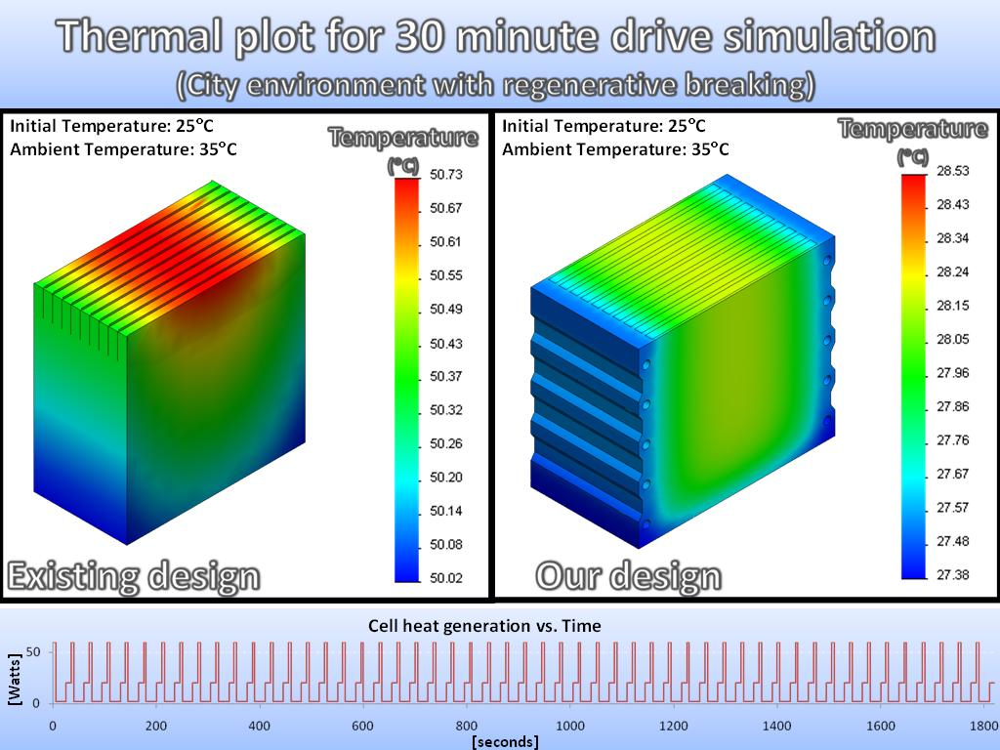 Thermal plot for 30 minute drive simulation
(City environment with regenerative breaking)
Initial Temperature: 25°C
Ambient Temperature: 35°C
Temperature
(°C)
50.73
50.67
50.61
50.55
50.49
50.43
50.37
50.32
50.26
50.20
50.14
50.08
50.02
Existing design
Initial Temperature: 25°C
Ambient Temperature: 35°C
Temperature
(°C)
28.53
28.43
28.34
28.24
28.15
28.05
27.96
27.86
27.76
27.67
27.57
27.48
27.38
Our design
Cell heat generation vs. Time
[Watts]
50
0
0 200 400 600 800 1000 1200 1400 1600 1800
[seconds]